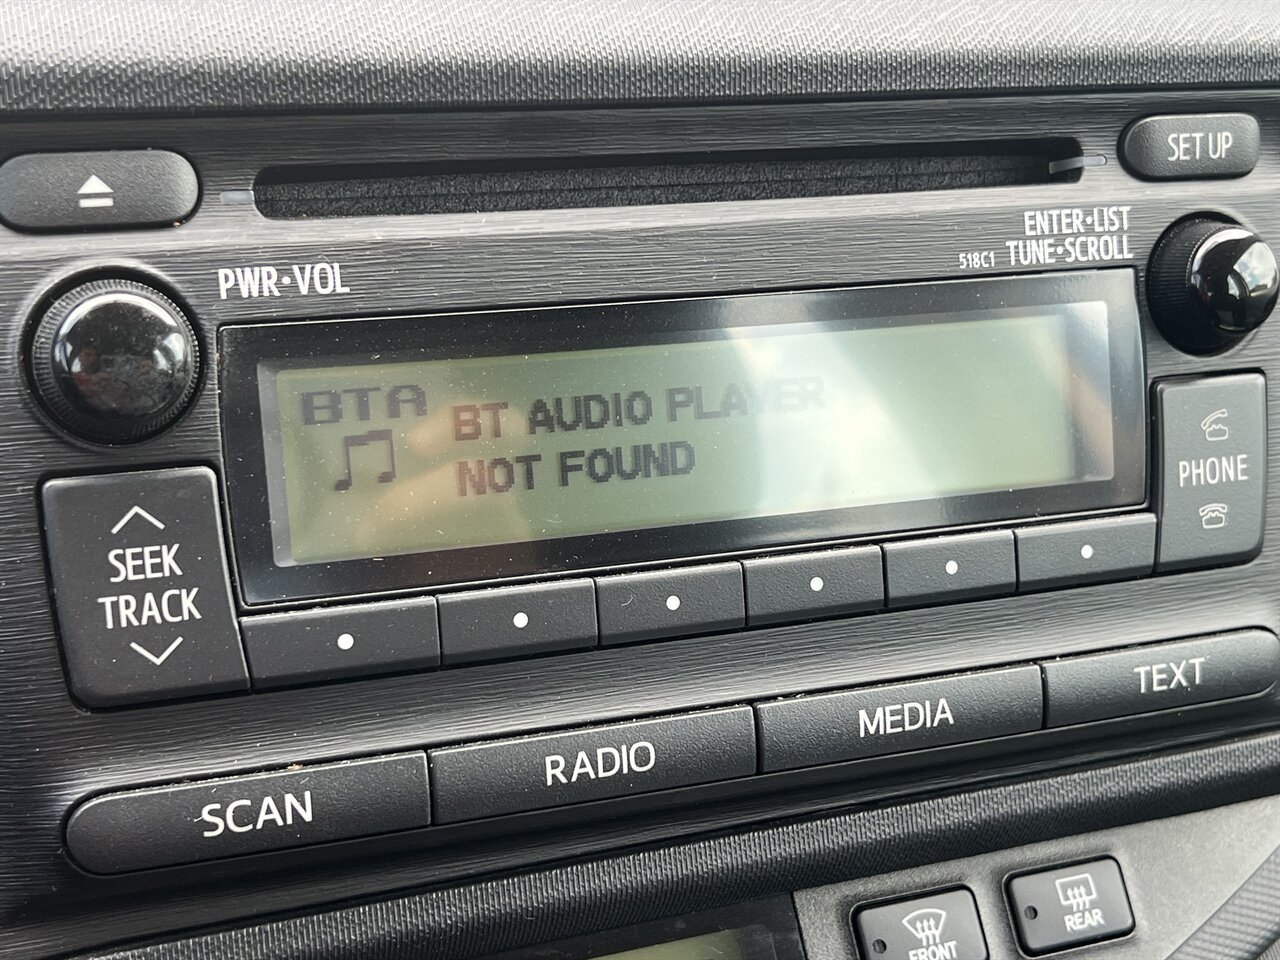 SET UP
PWR•VOL
ENTER•LIST
518C1 TUNE•SCROLL
BTA BT AUDIO PLAYER
NOT FOUND
PHONE
SEEK
TRACK
SCAN
RADIO
MEDIA
TEXT
FRONT
REAR